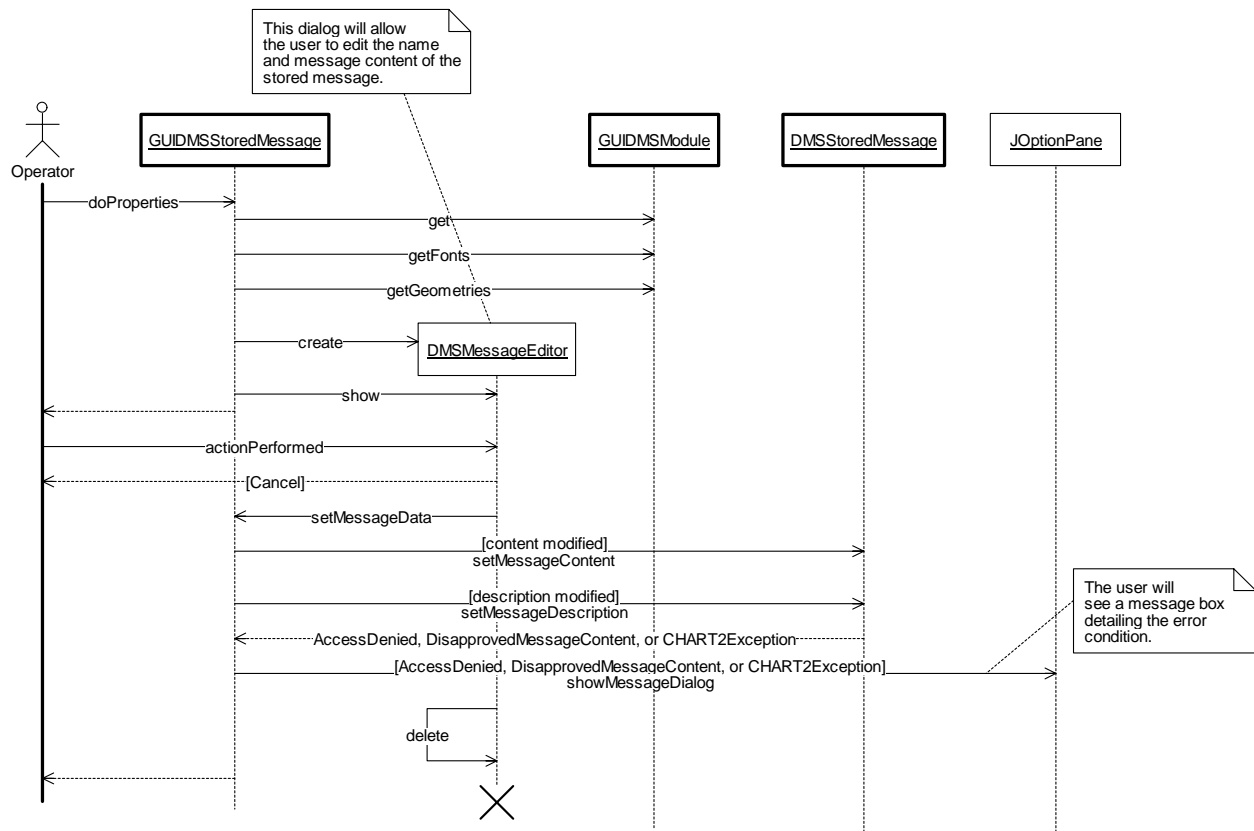 This dialog will allow
the user to edit the name
and message content of the
stored message.
GUIDMSStoredMessage
GUIDMSModule
DMSStoredMessage
JOptionPane
Operator
doProperties
get
getFonts
getGeometries
create
DMSMessageEditor
show
actionPerformed
[Cancel]
setMessageData
[content modified]
setMessageContent
[description modified]
setMessageDescription
The user will
see a message box
detailing the error
condition.
AccessDenied, DisapprovedMessageContent, or CHART2Exception
[AccessDenied, DisapprovedMessageContent, or CHART2Exception]
showMessageDialog
delete